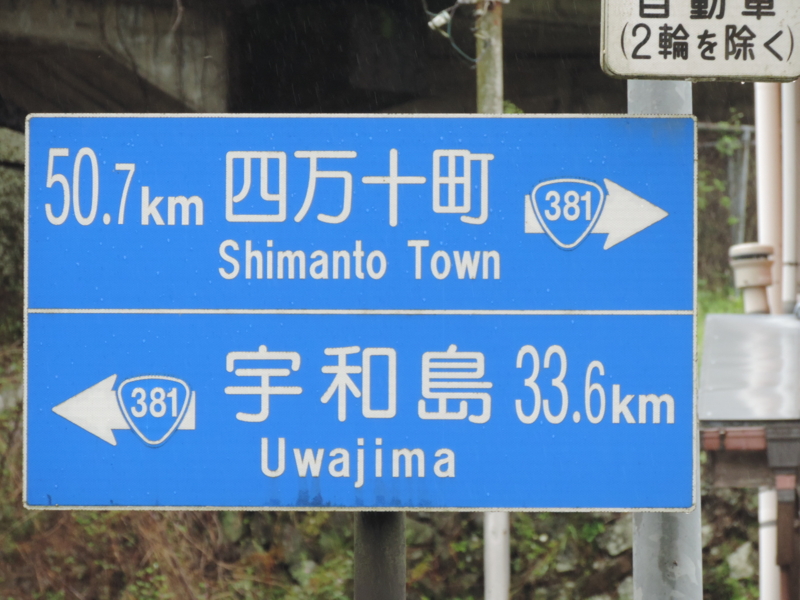 自動車
(2輪を除く)
50.7km 四万十町 381
Shimanto Town
381 宇和島 33.6km
Uwajima